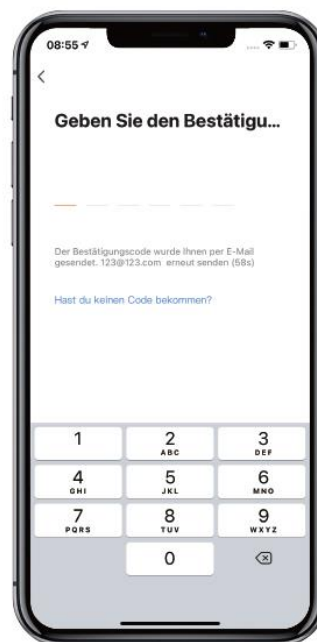 08:55
Geben Sie den Bestätigu...
Der Bestätigungscode wurde Ihnen per E-Mail
gesendet. 123@123.com erneut senden (58s)
Hast du keinen Code bekommen?
1
2
ABC
3
DEF
4
GHI
5
JKL
6
MNO
7
PQRS
8
TUV
9
WXYZ
0